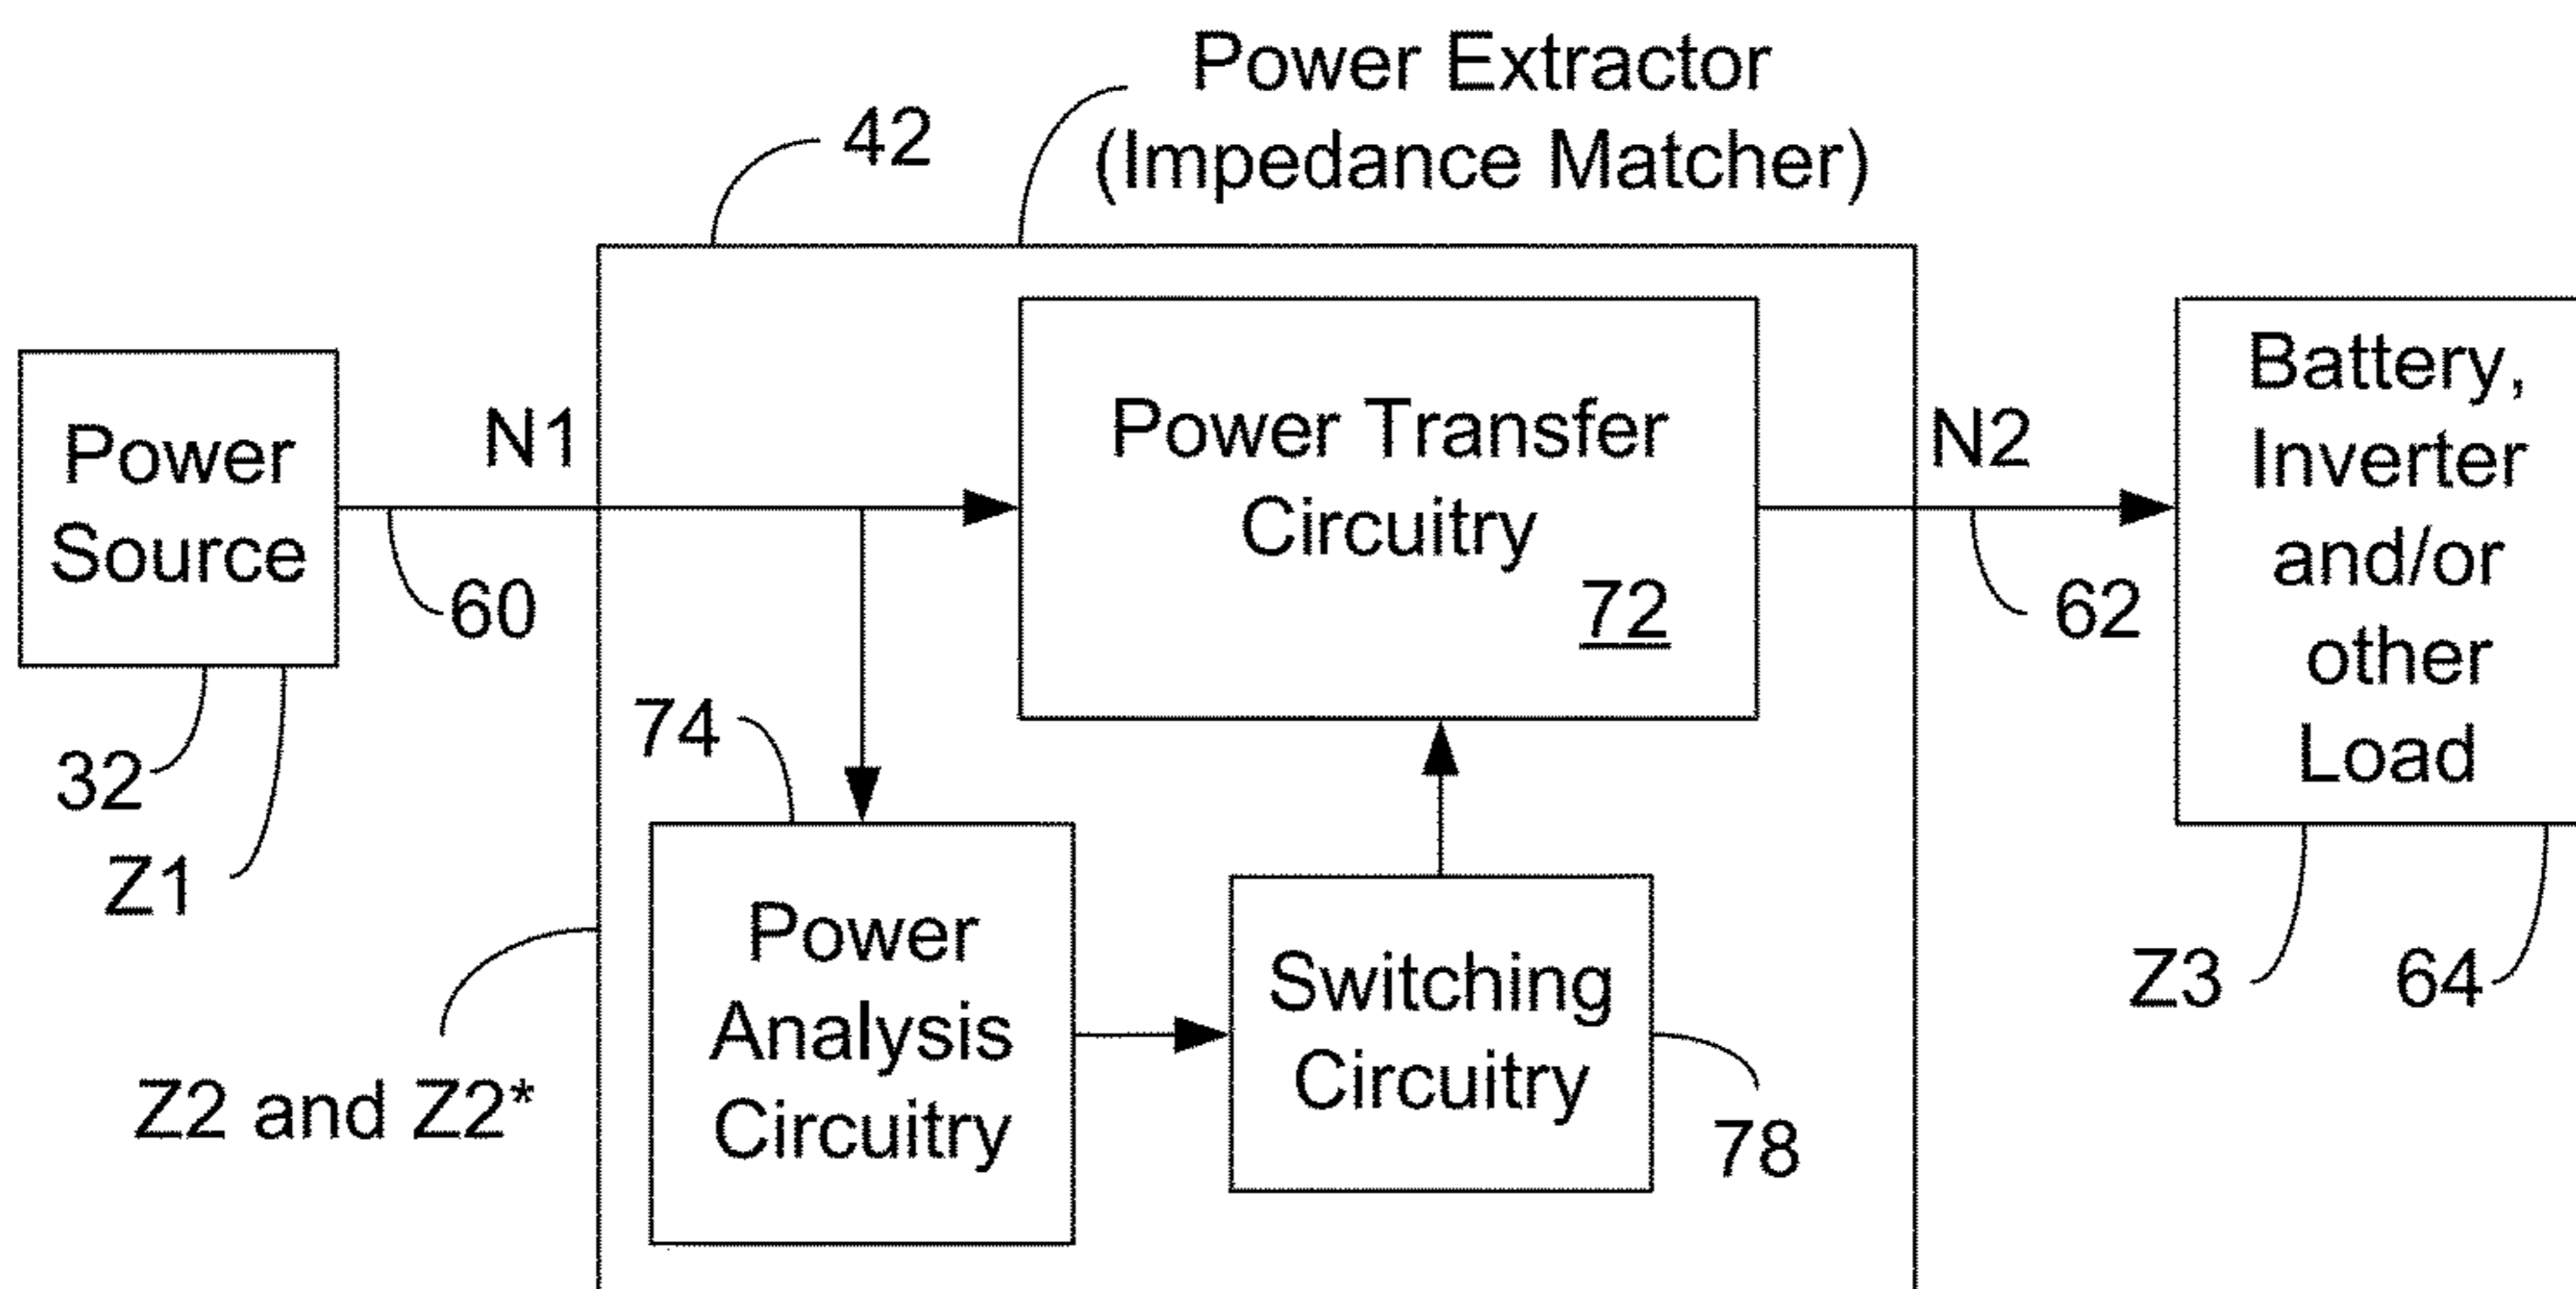 Power Extractor
(Impedance Matcher)
42
Power
Source
N1
60
32
Z1
Power Transfer
Circuitry
72
N2
62
Battery,
Inverter
and/or
other
Load
74
Power
Analysis
Circuitry
Switching
Circuitry
78
Z2 and Z2*
Z3
64